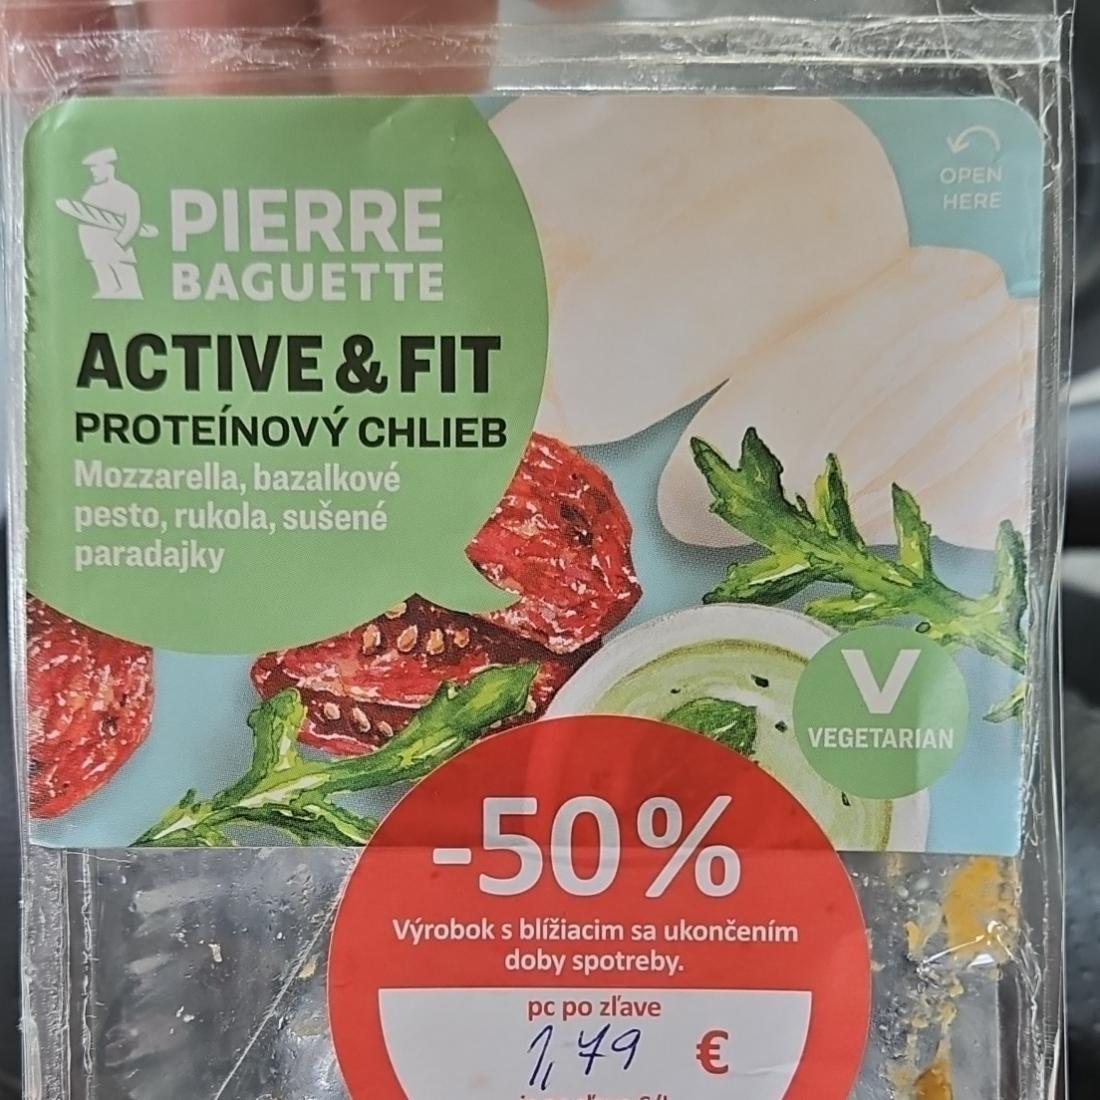 PIERRE
BAGUETTE
OPEN
HERE
ACTIVE & FIT
PROTEÍNOVÝ CHLIEB
Mozzarella, bazalkové
pesto, rukola, sušené
paradajky
V
VEGETARIAN
-50%
Výrobok s blížiacim sa ukončením
doby spotreby.
pc po zľave
1,79 €